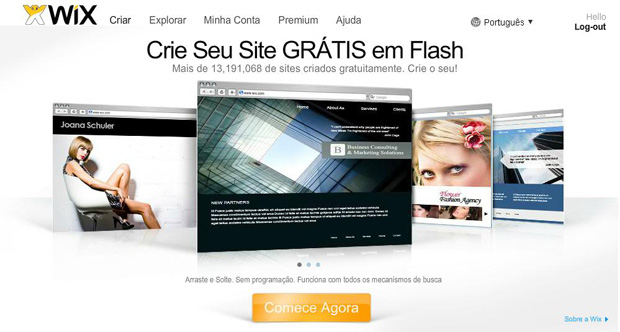 WiX
Criar Explorar Minha Conta Premium Ajuda
Português
Hello
Log-out
Crie Seu Site GRÁTIS em Flash
Mais de 13,191,068 de sites criados gratuitamente. Crie o seu!
Joana Schuler
Home About Us Services Clients
B Business Consulting
& Marketing Solutions
NEW PARTNERS
Flower
Fashion Agency
Arraste e Solte. Sem programação. Funciona com todos os mecanismos de busca
Comece Agora
Sobre a Wix